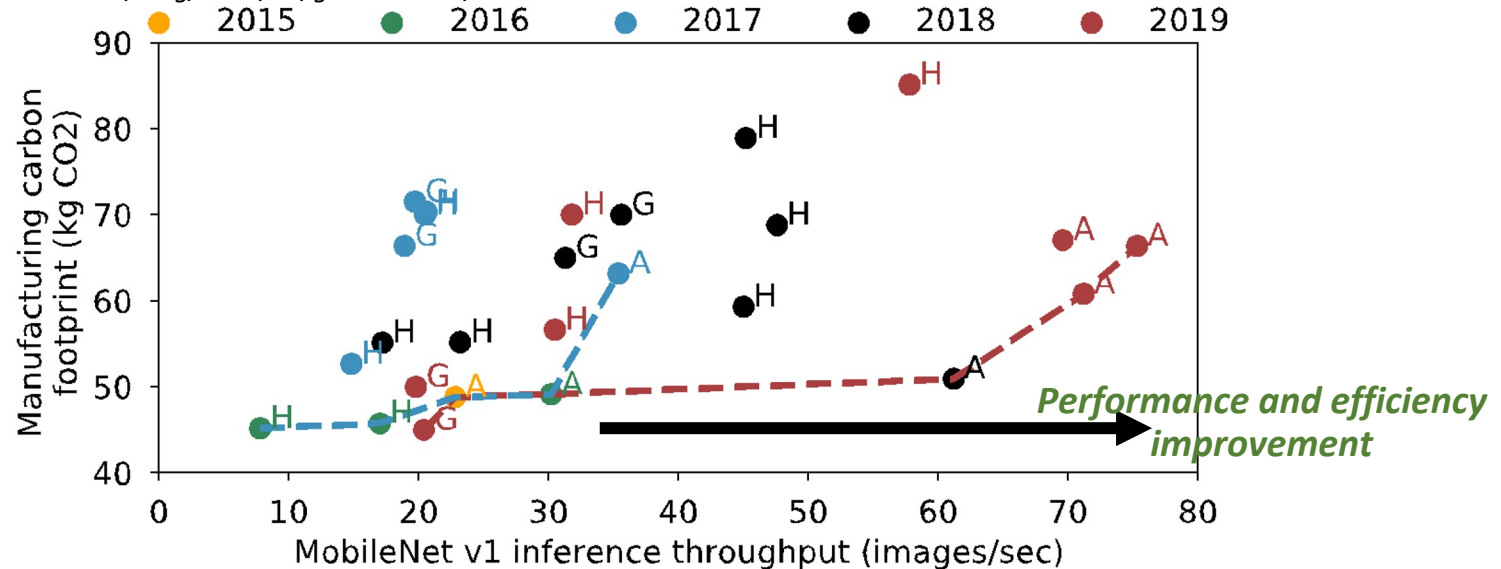 2015 2016 2017 2018 2019
90
80
70
60
50
40
Manufacturing carbon
footprint (kg CO2)
H
H
H
G
H
H
G
H
G
H
G
A
H
H
H
G
A
H
H
G
G
H
A
G
A
A
A
A
Performance and efficiency
improvement
0 10 20 30 40 50 60 70 80
MobileNet v1 inference throughput (images/sec)